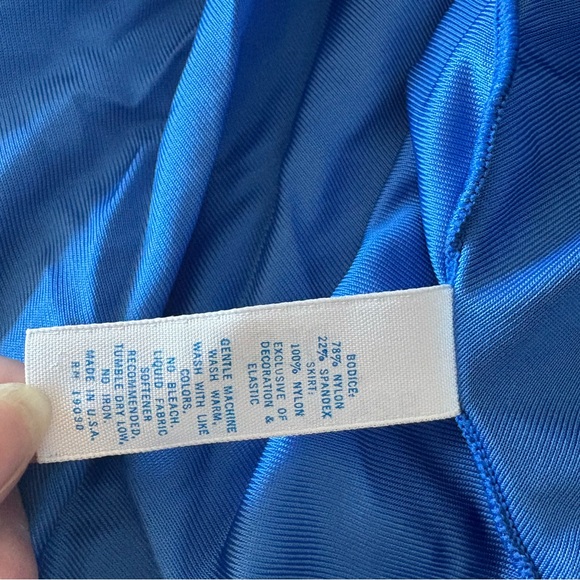 BODICE:
78% NYLON
22% SPANDEX
SKIRT:
100% NYLON
EXCLUSIVE OF
DECORATION &
ELASTIC
GENTLE MACHINE
WASH WARM,
WASH WITH LIKE
COLORS.
NO BLEACH.
LIQUID FABRIC
SOFTENER
RECOMMENDED.
TUMBLE DRY LOW,
NO IRON.
MADE IN U.S.A.
RN 19090